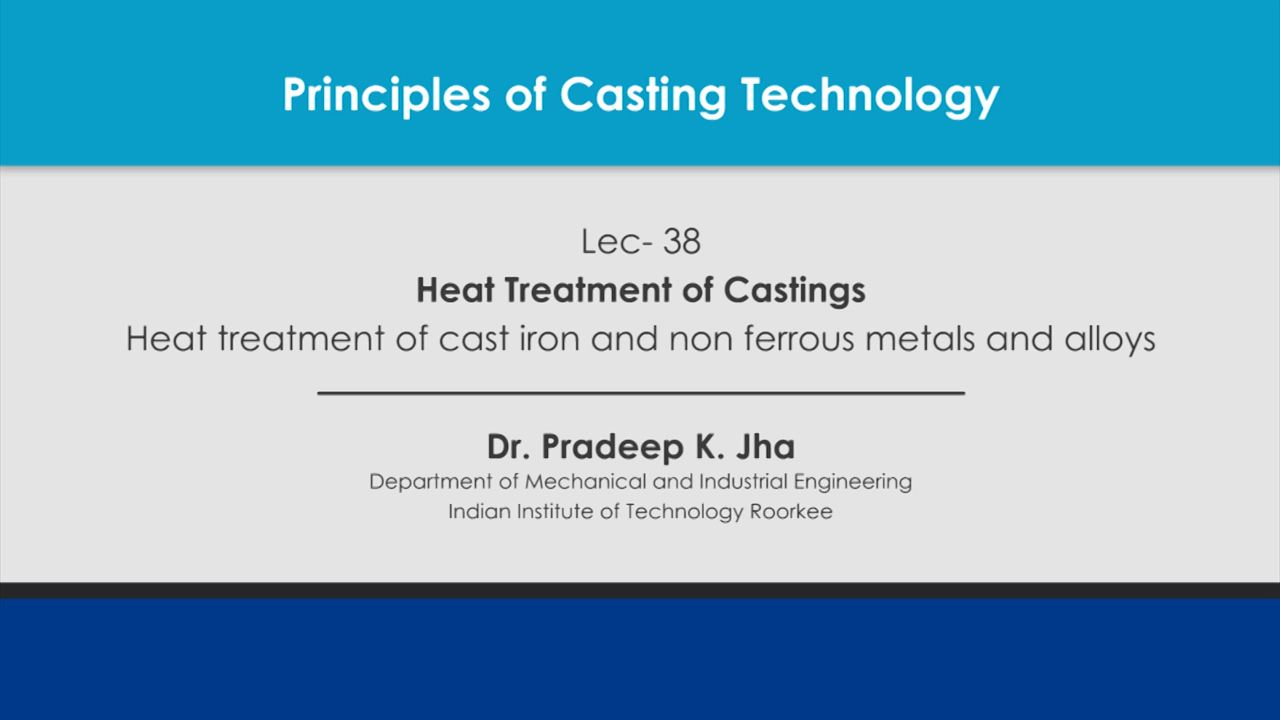 Principles of Casting Technology
Lec- 38
Heat Treatment of Castings
Heat treatment of cast iron and non ferrous metals and alloys
Dr. Pradeep K. Jha
Department of Mechanical and Industrial Engineering
Indian Institute of Technology Roorkee